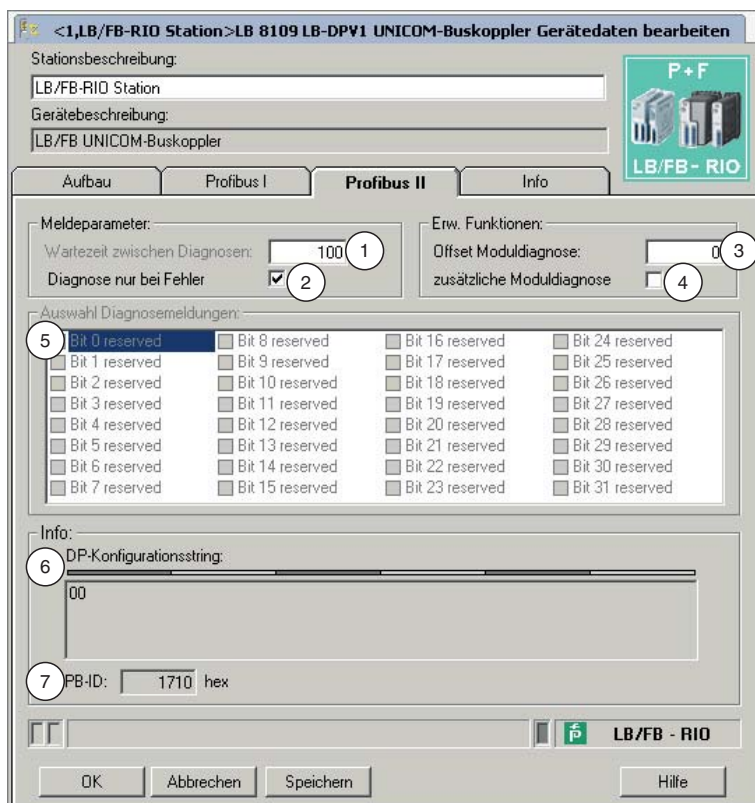 <1,LB/FB-RIO Station>LB 8109 LB-DPV1 UNICOM-Buskoppler Gerätedaten bearbeiten
Stationsbeschreibung:
LB/FB-RIO Station
Gerätebeschreibung:
LB/FB UNICOM-Buskoppler
P+F
LB/FB- RIO
Aufbau Profibus I Profibus II Info
Meldeparameter:
Wartezeit zwischen Diagnosen: 100 1
Diagnose nur bei Fehler 2
Erw. Funktionen:
Offset Moduldiagnose: 0 3
zusätzliche Moduldiagnose 4
Auswahl Diagnosemeldungen:
5 Bit 0 reserved Bit 8 reserved Bit 16 reserved Bit 24 reserved
Bit 1 reserved Bit 9 reserved Bit 17 reserved Bit 25 reserved
Bit 2 reserved Bit 10 reserved Bit 18 reserved Bit 26 reserved
Bit 3 reserved Bit 11 reserved Bit 19 reserved Bit 27 reserved
Bit 4 reserved Bit 12 reserved Bit 20 reserved Bit 28 reserved
Bit 5 reserved Bit 13 reserved Bit 21 reserved Bit 29 reserved
Bit 6 reserved Bit 14 reserved Bit 22 reserved Bit 30 reserved
Bit 7 reserved Bit 15 reserved Bit 23 reserved Bit 31 reserved
Info:
6 DP-Konfigurationsstring:
00
7 PB-ID: 1710 hex
LB/FB - RIO
OK Abbrechen Speichern Hilfe